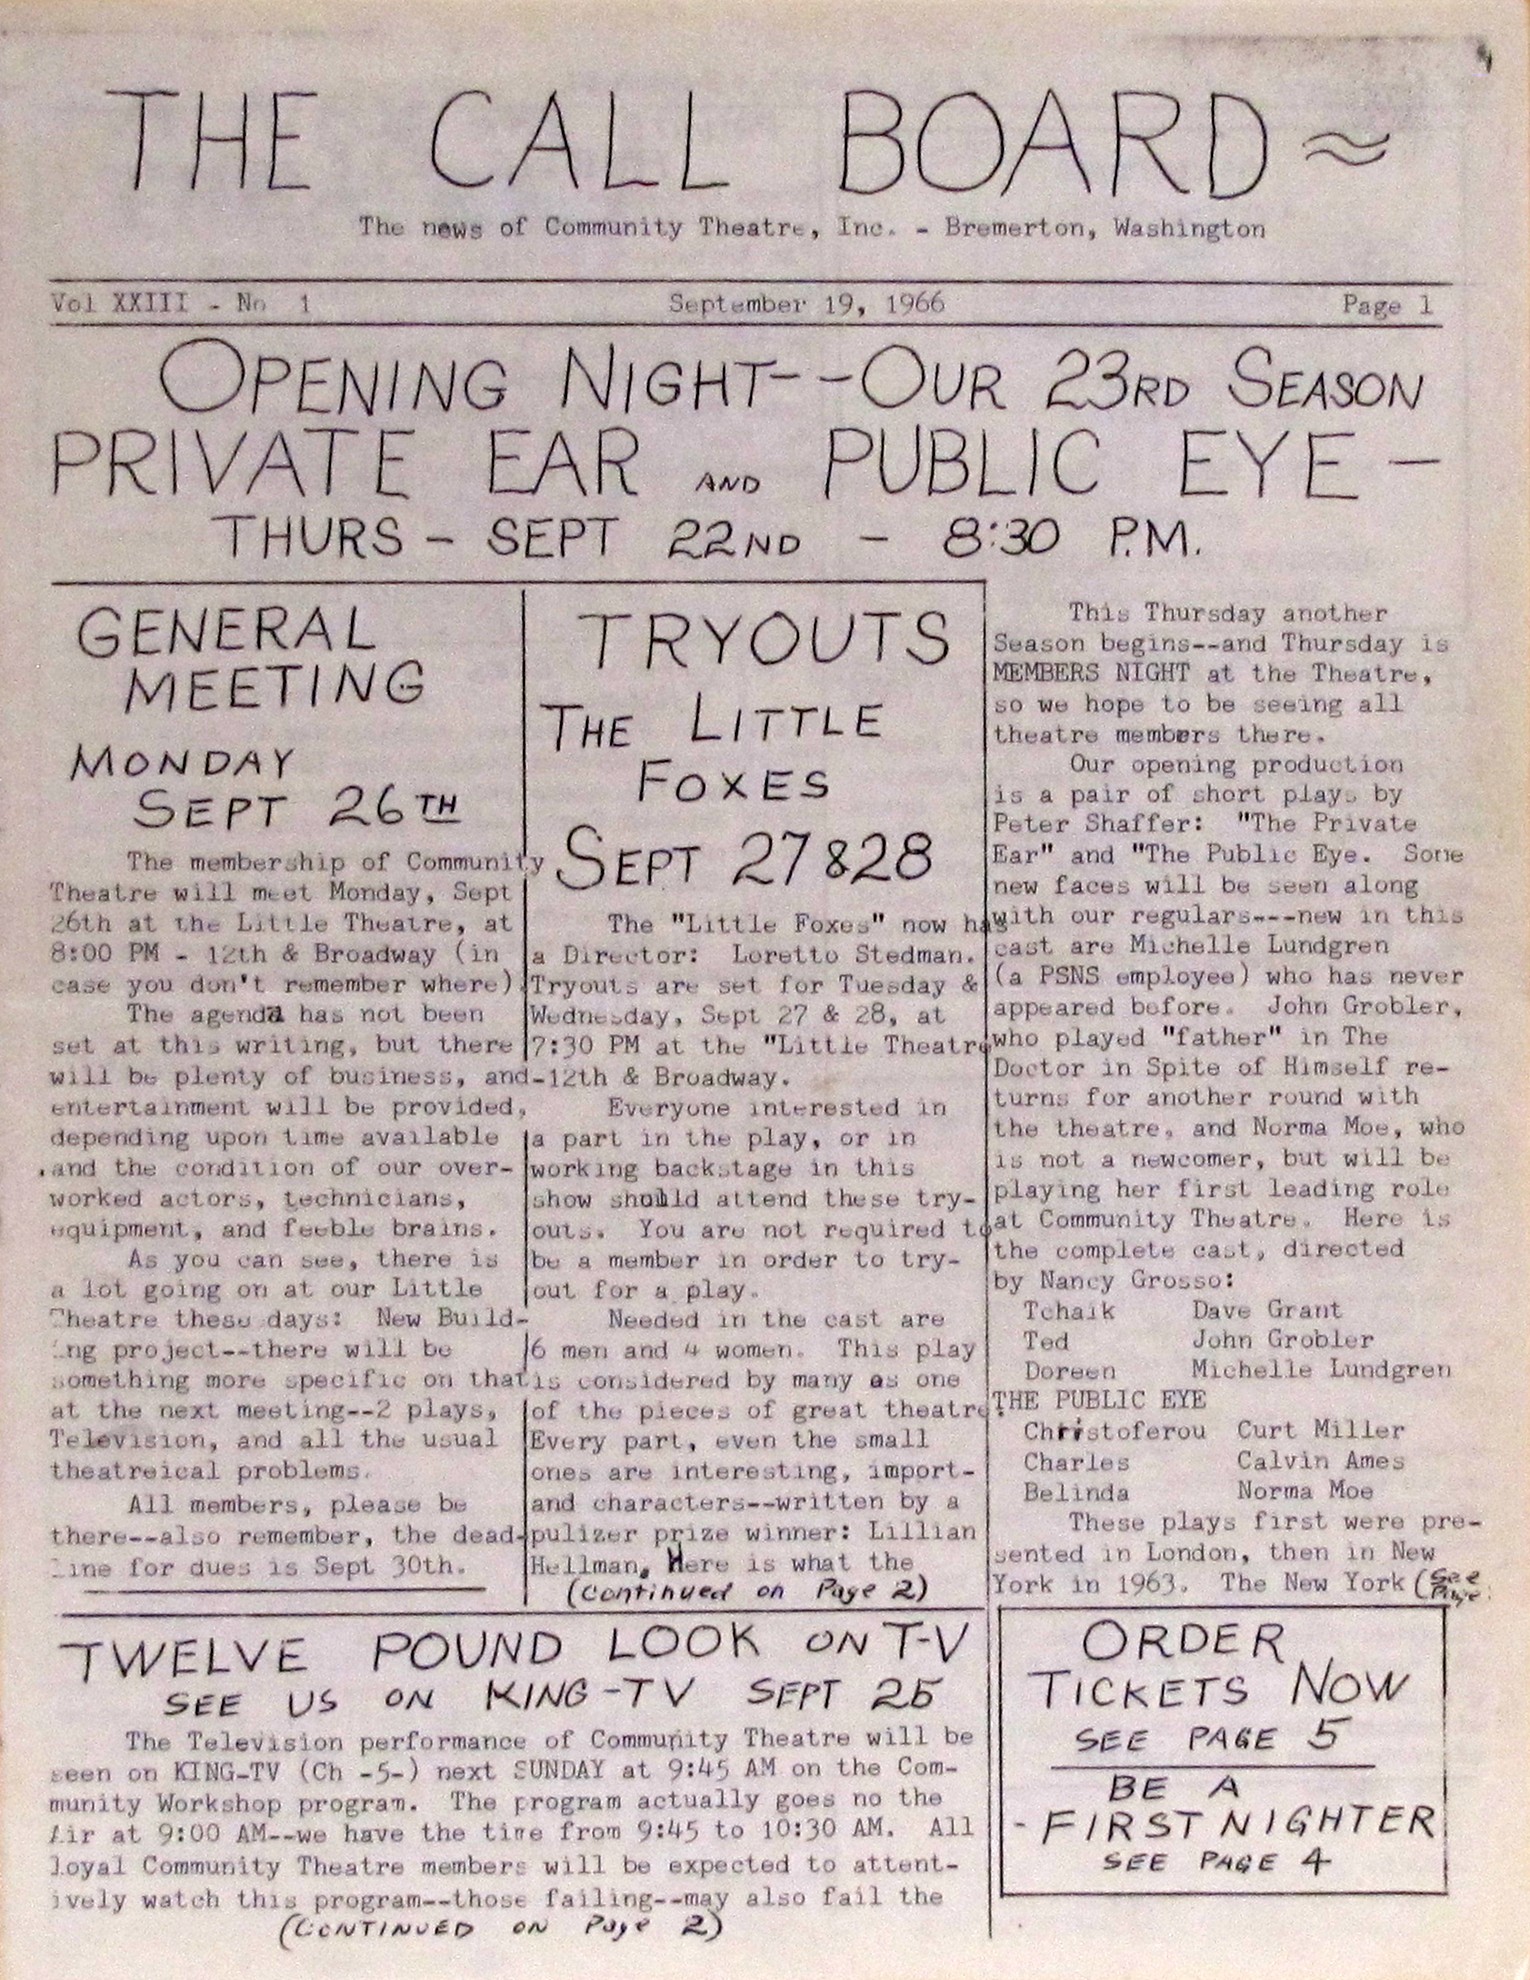 THE CALL BOARD ≈
The news of Community Theatre, Inc. - Bremerton, Washington
Vol XXIII - No 1 September 19, 1966 Page 1
OPENING NIGHT---OUR 23RD SEASON
PRIVATE EAR AND PUBLIC EYE —
THURS - SEPT 22ND - 8:30 P.M.
GENERAL
MEETING
MONDAY
SEPT 26TH
The membership of Community
Theatre will meet Monday, Sept
26th at the Little Theatre, at
8:00 PM - 12th & Broadway (in
case you don't remember where).
The agenda has not been
set at this writing, but there
will be plenty of business, and
entertainment will be provided,
depending upon time available
and the condition of our over-
worked actors, technicians,
equipment, and feeble brains.
As you can see, there is
a lot going on at our Little
Theatre these days: New Build-
ing project--there will be
something more specific on that
at the next meeting--2 plays,
Television, and all the usual
theatreical problems.
All members, please be
there--also remember, the dead-
line for dues is Sept 30th.
TRYOUTS
THE LITTLE
FOXES
SEPT 27 & 28
The "Little Foxes" now has
a Director: Loretto Stedman.
Tryouts are set for Tuesday &
Wednesday, Sept 27 & 28, at
7:30 PM at the "Little Theatre
-12th & Broadway.
Everyone interested in
a part in the play, or in
working backstage in this
show should attend these try-
outs. You are not required to
be a member in order to try-
out for a play.
Needed in the cast are
6 men and 4 women. This play
is considered by many as one
of the pieces of great theatre.
Every part, even the small
ones are interesting, import-
and characters--written by a
pulizer prize winner: Lillian
Hellman. Here is what the
(Continued on Page 2)
This Thursday another
Season begins--and Thursday is
MEMBERS NIGHT at the Theatre,
so we hope to be seeing all
theatre members there.
Our opening production
is a pair of short plays by
Peter Shaffer: "The Private
Ear" and "The Public Eye. Some
new faces will be seen along
with our regulars---new in this
cast are Michelle Lundgren
(a PSNS employee) who has never
appeared before. John Grobler,
who played "father" in The
Doctor in Spite of Himself re-
turns for another round with
the theatre, and Norma Moe, who
is not a newcomer, but will be
playing her first leading role
at Community Theatre. Here is
the complete cast, directed
by Nancy Grosso:
Tchaik Dave Grant
Ted John Grobler
Doreen Michelle Lundgren
THE PUBLIC EYE
Christoferou Curt Miller
Charles Calvin Ames
Belinda Norma Moe
These plays first were pre-
sented in London, then in New
York in 1963. The New York (See
Page
TWELVE POUND LOOK ON T-V
SEE US ON KING-TV SEPT 25
The Television performance of Community Theatre will be
seen on KING-TV (Ch -5-) next SUNDAY at 9:45 AM on the Com-
munity Workshop program. The program actually goes no the
Air at 9:00 AM--we have the time from 9:45 to 10:30 AM. All
loyal Community Theatre members will be expected to attent-
ively watch this program--those failing--may also fail the
(CONTINUED ON Page 2)
ORDER
TICKETS NOW
SEE PAGE 5
BE A
- FIRST NIGHTER
SEE PAGE 4